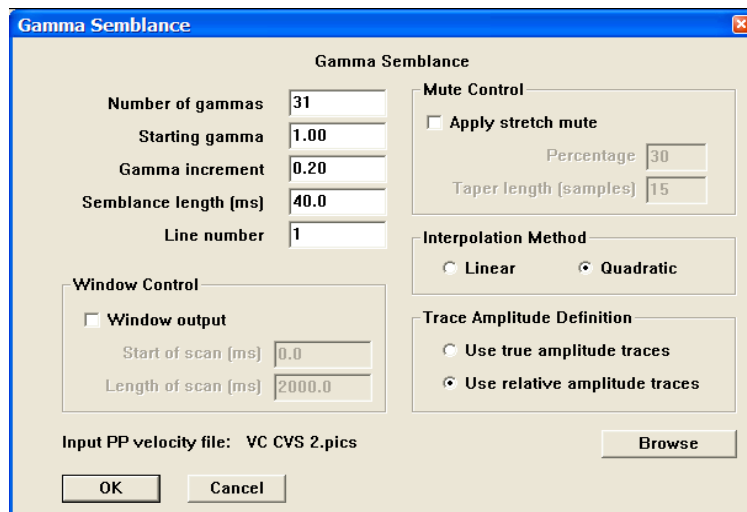 Gamma Semblance
Gamma Semblance
Number of gammas 31
Starting gamma 1.00
Gamma increment 0.20
Semblance length (ms) 40.0
Line number 1
Window Control
Window output
Start of scan (ms) 0.0
Length of scan (ms) 2000.0
Mute Control
Apply stretch mute
Percentage 30
Taper length (samples) 15
Interpolation Method
Linear Quadratic
Trace Amplitude Definition
Use true amplitude traces
Use relative amplitude traces
Input PP velocity file: VC CVS 2.pics
Browse
OK Cancel